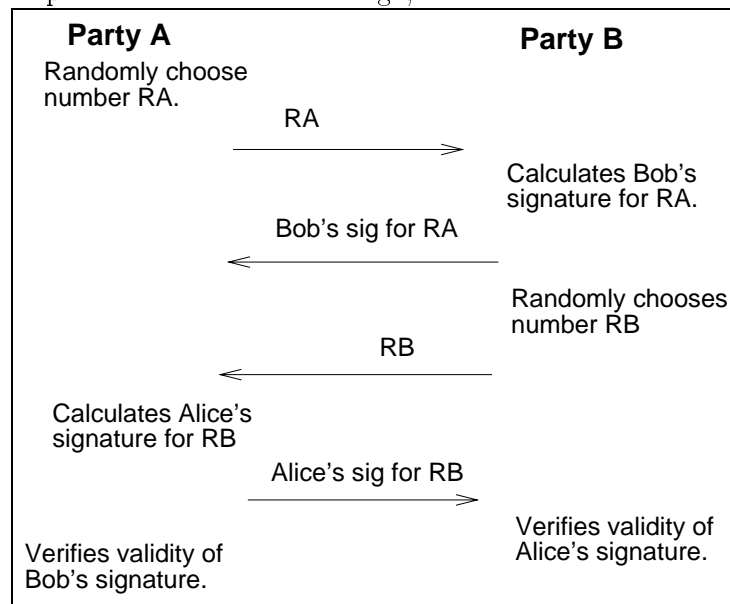 Party A
Party B
Randomly choose
number RA.
RA
Calculates Bob's
signature for RA.
Bob's sig for RA
Randomly chooses
number RB
RB
Calculates Alice's
signature for RB
Alice's sig for RB
Verifies validity of
Alice's signature.
Verifies validity of
Bob's signature.